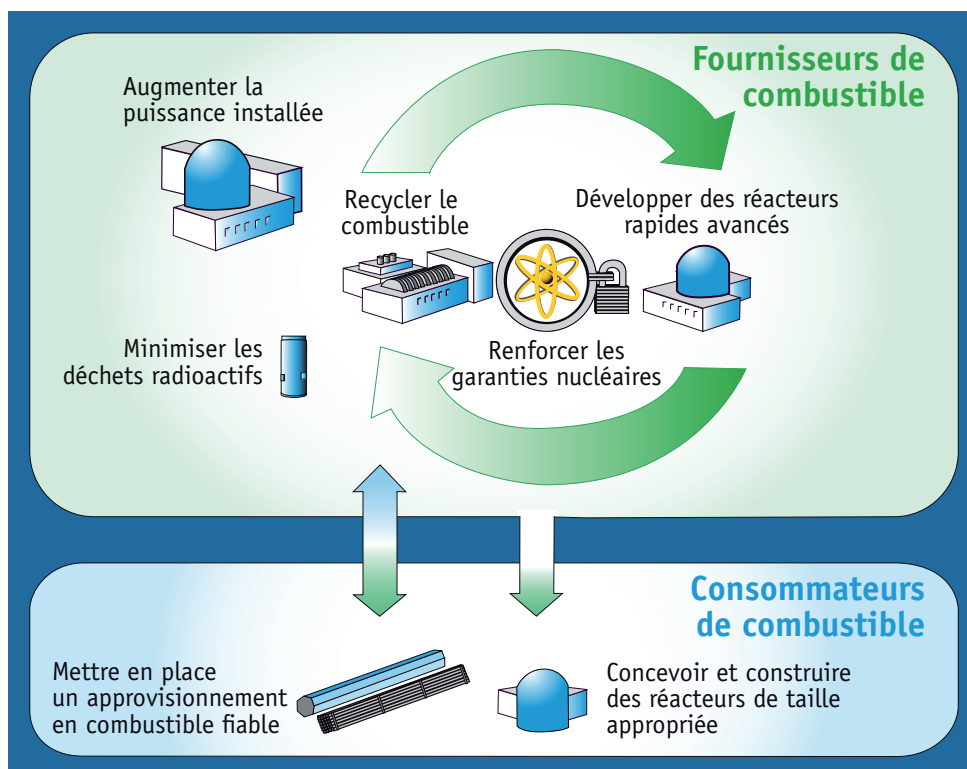 Fournisseurs de
combustible
Augmenter la
puissance installée
Recycler le
combustible
Développer des réacteurs
rapides avancés
Minimiser les
déchets radioactifs
Renforcer les
garanties nucléaires
Consommateurs
de combustible
Mettre en place
un approvisionnement
en combustible fiable
Concevoir et construire
des réacteurs de taille
appropriée